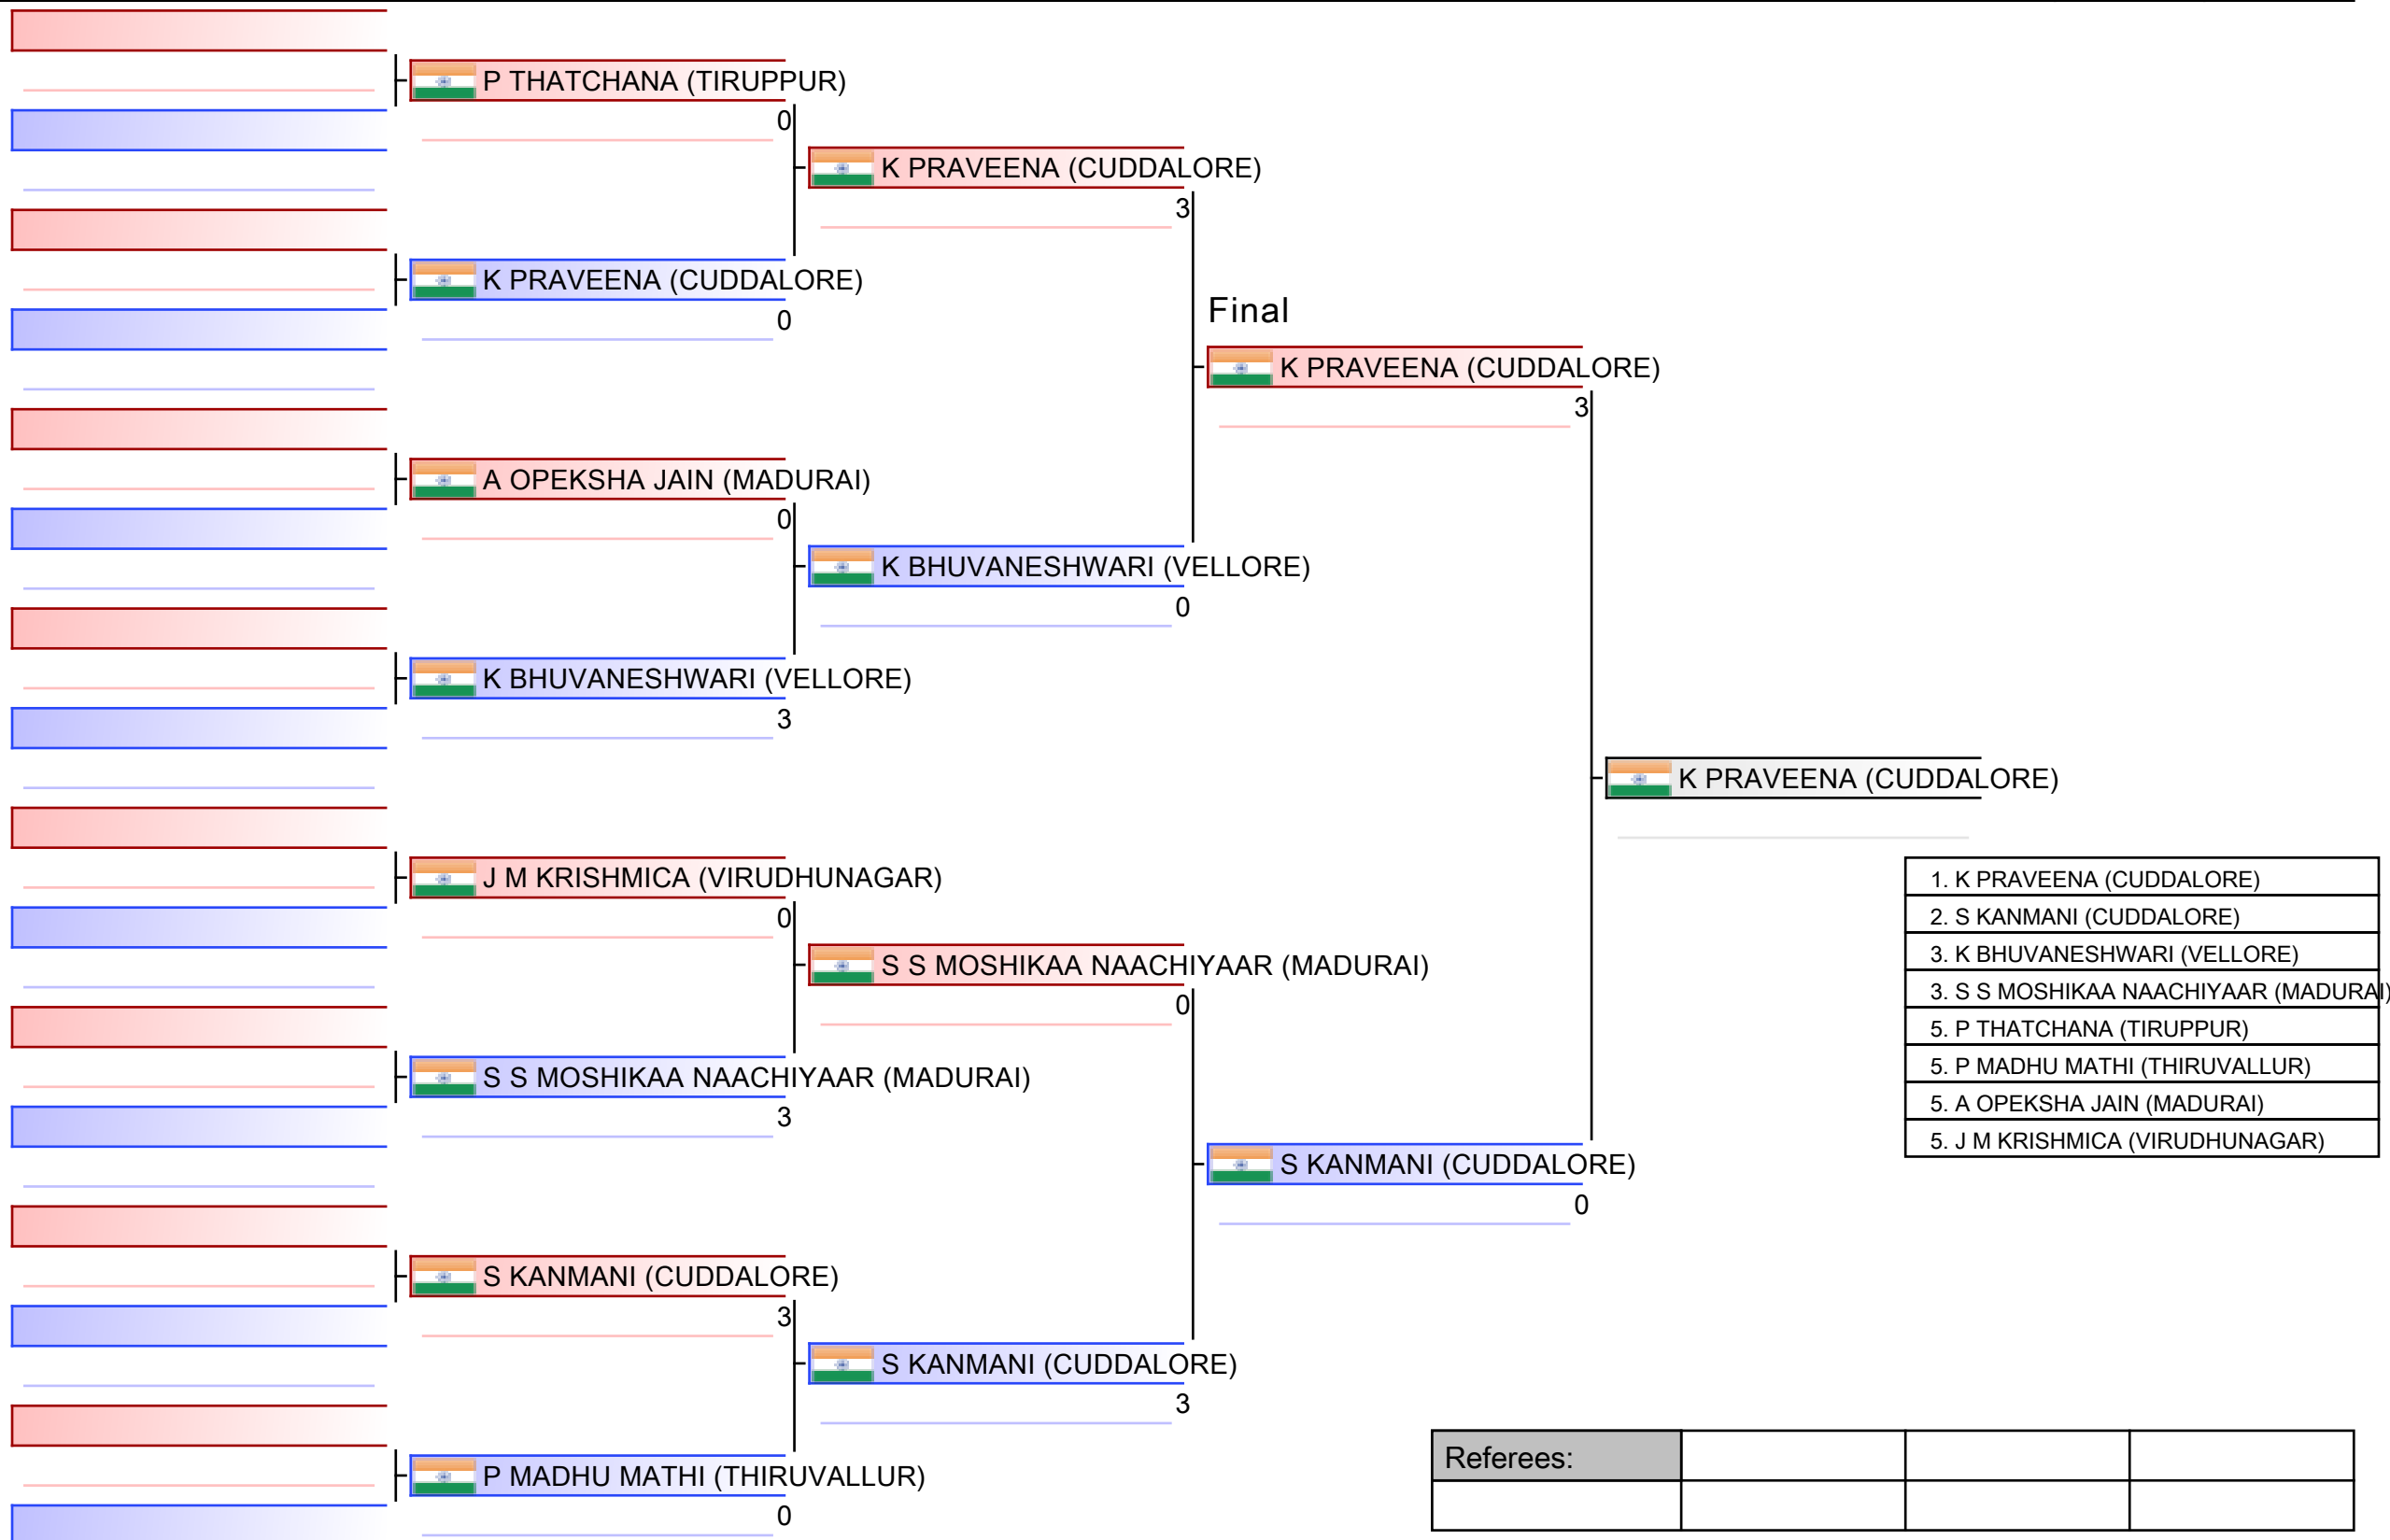 P THATCHANA (TIRUPPUR)
0
K PRAVEENA (CUDDALORE)
3
K PRAVEENA (CUDDALORE)
0
Final
K PRAVEENA (CUDDALORE)
3
A OPEKSHA JAIN (MADURAI)
0
K BHUVANESHWARI (VELLORE)
0
K BHUVANESHWARI (VELLORE)
3
K PRAVEENA (CUDDALORE)
J M KRISHMICA (VIRUDHUNAGAR)
0
S S MOSHIKAA NAACHIYAAR (MADURAI)
0
S S MOSHIKAA NAACHIYAAR (MADURAI)
3
1. K PRAVEENA (CUDDALORE)
2. S KANMANI (CUDDALORE)
3. K BHUVANESHWARI (VELLORE)
3. S S MOSHIKAA NAACHIYAAR (MADURAI)
5. P THATCHANA (TIRUPPUR)
5. P MADHU MATHI (THIRUVALLUR)
5. A OPEKSHA JAIN (MADURAI)
5. J M KRISHMICA (VIRUDHUNAGAR)
S KANMANI (CUDDALORE)
0
S KANMANI (CUDDALORE)
3
S KANMANI (CUDDALORE)
3
P MADHU MATHI (THIRUVALLUR)
0
Referees: